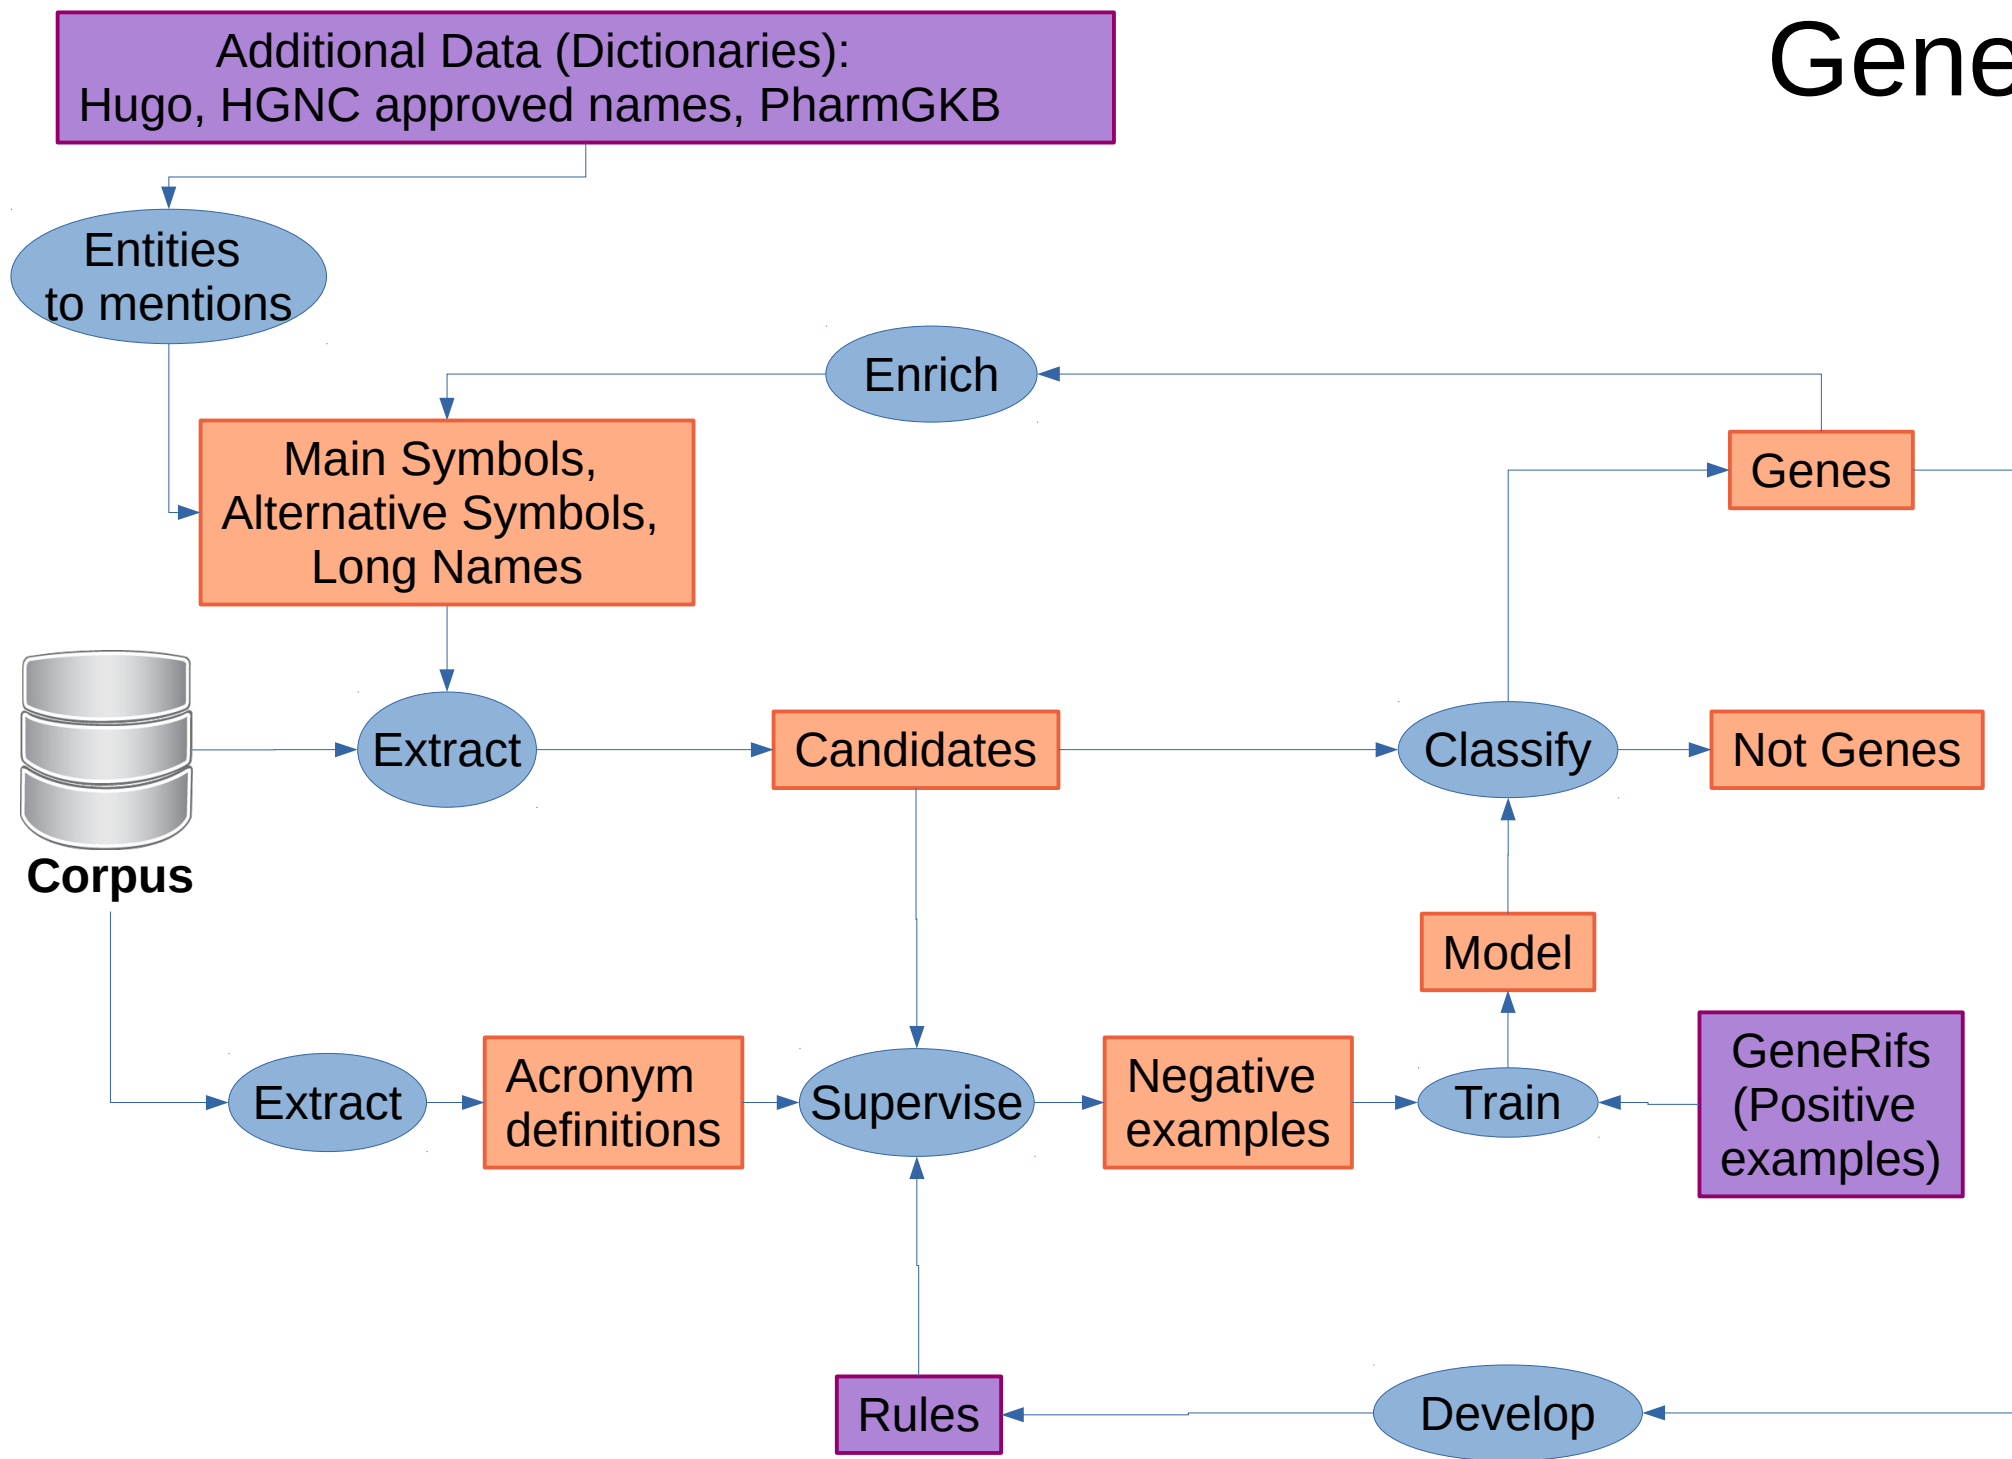 Gene
Additional Data (Dictionaries):
Hugo, HGNC approved names, PharmGKB
Entities
to mentions
Enrich
Main Symbols,
Alternative Symbols,
Long Names
Genes
Extract
Candidates
Classify
Not Genes
Corpus
Model
Extract
Acronym
definitions
Supervise
Negative
examples
Train
GeneRifs
(Positive
examples)
Rules
Develop